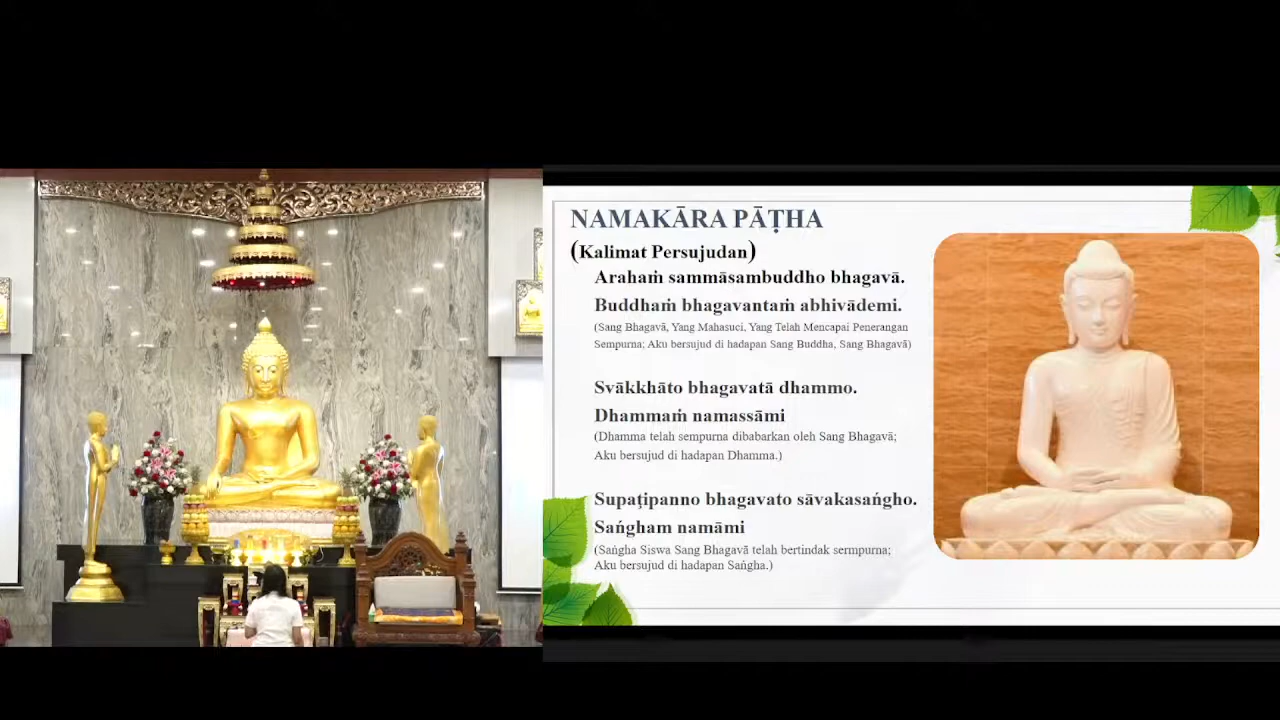 NAMAKĀRA PĀṬHA
(Kalimat Persujudan)
Arahaṁ sammāsambuddho bhagavā.
Buddhaṁ bhagavantaṁ abhivādemi.
(Sang Bhagavā, Yang Mahasuci, Yang Telah Mencapai Penerangan
Sempurna; Aku bersujud di hadapan Sang Buddha, Sang Bhagavā)
Svākkhāto bhagavatā dhammo.
Dhammaṁ namassāmi
(Dhamma telah sempurna dibabarkan oleh Sang Bhagavā;
Aku bersujud di hadapan Dhamma.)
Supaṭipanno bhagavato sāvakasaṅgho.
Saṅgham namāmi
(Saṅgha Siswa Sang Bhagavā telah bertindak sermpurna;
Aku bersujud di hadapan Saṅgha.)